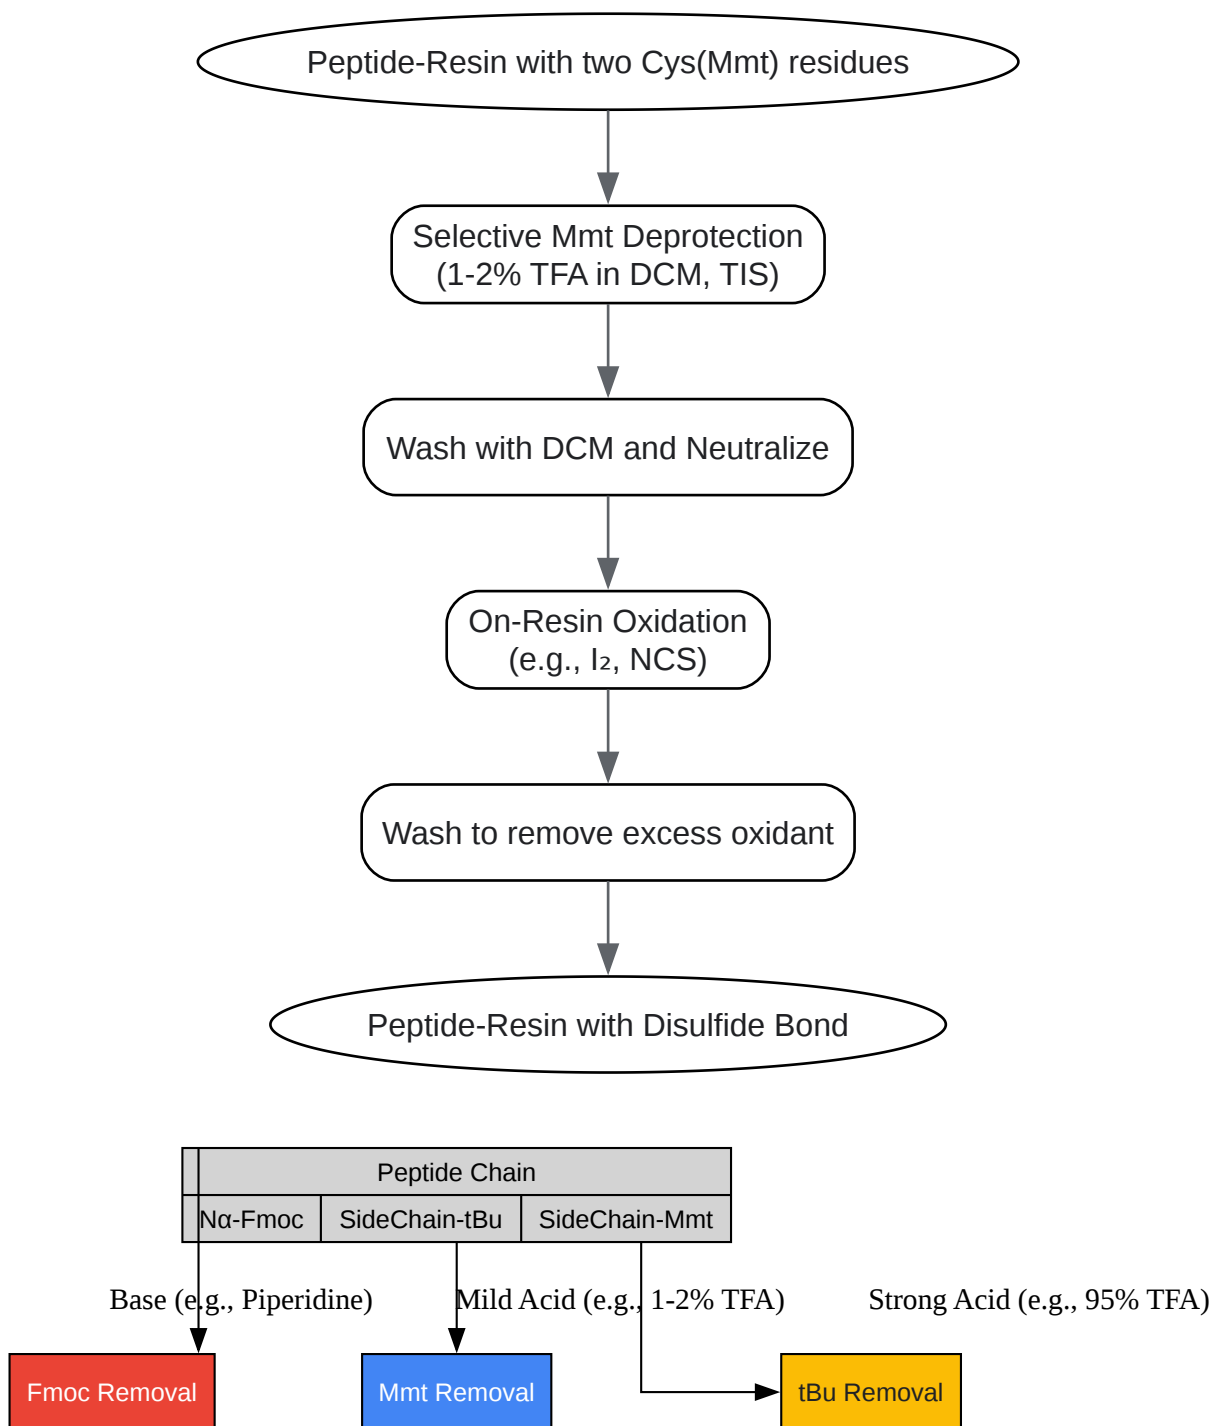 Peptide-Resin with two Cys(Mmt) residues
Selective Mmt Deprotection
(1-2% TFA in DCM, TIS)
Wash with DCM and Neutralize
On-Resin Oxidation
(e.g., I₂, NCS)
Wash to remove excess oxidant
Peptide-Resin with Disulfide Bond
Peptide Chain
Nα-Fmoc
SideChain-tBu
SideChain-Mmt
Base (e.g., Piperidine)
Mild Acid (e.g., 1-2% TFA)
Strong Acid (e.g., 95% TFA)
Fmoc Removal
Mmt Removal
tBu Removal